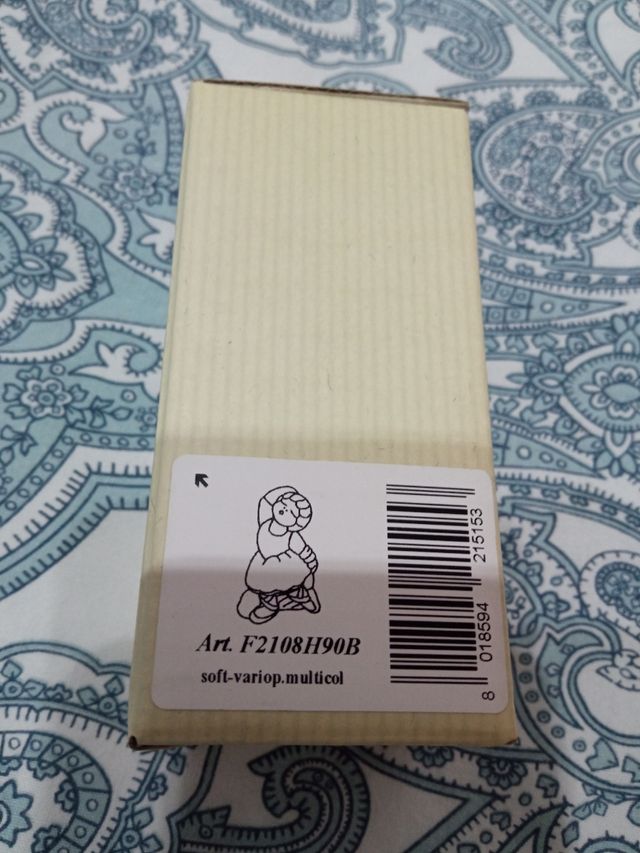 Art. F2108H90B
soft-variop.multicol
8 018594 215153